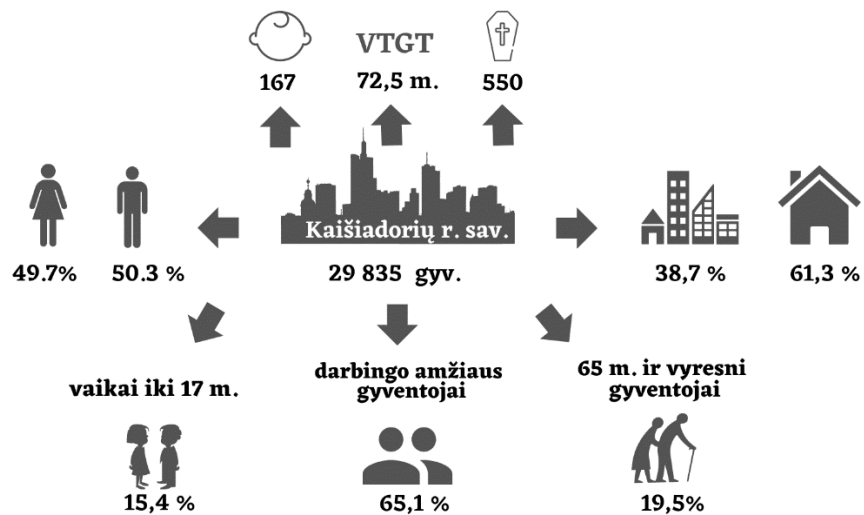 VTGT
167
72,5 m.
550
Kaišiadorių r. sav.
49.7%
50.3 %
29 835 gyv.
38,7 %
61,3 %
vaikai iki 17 m.
darbingo amžiaus
gyventojai
65 m. ir vyresni
gyventojai
15,4 %
65,1 %
19,5%